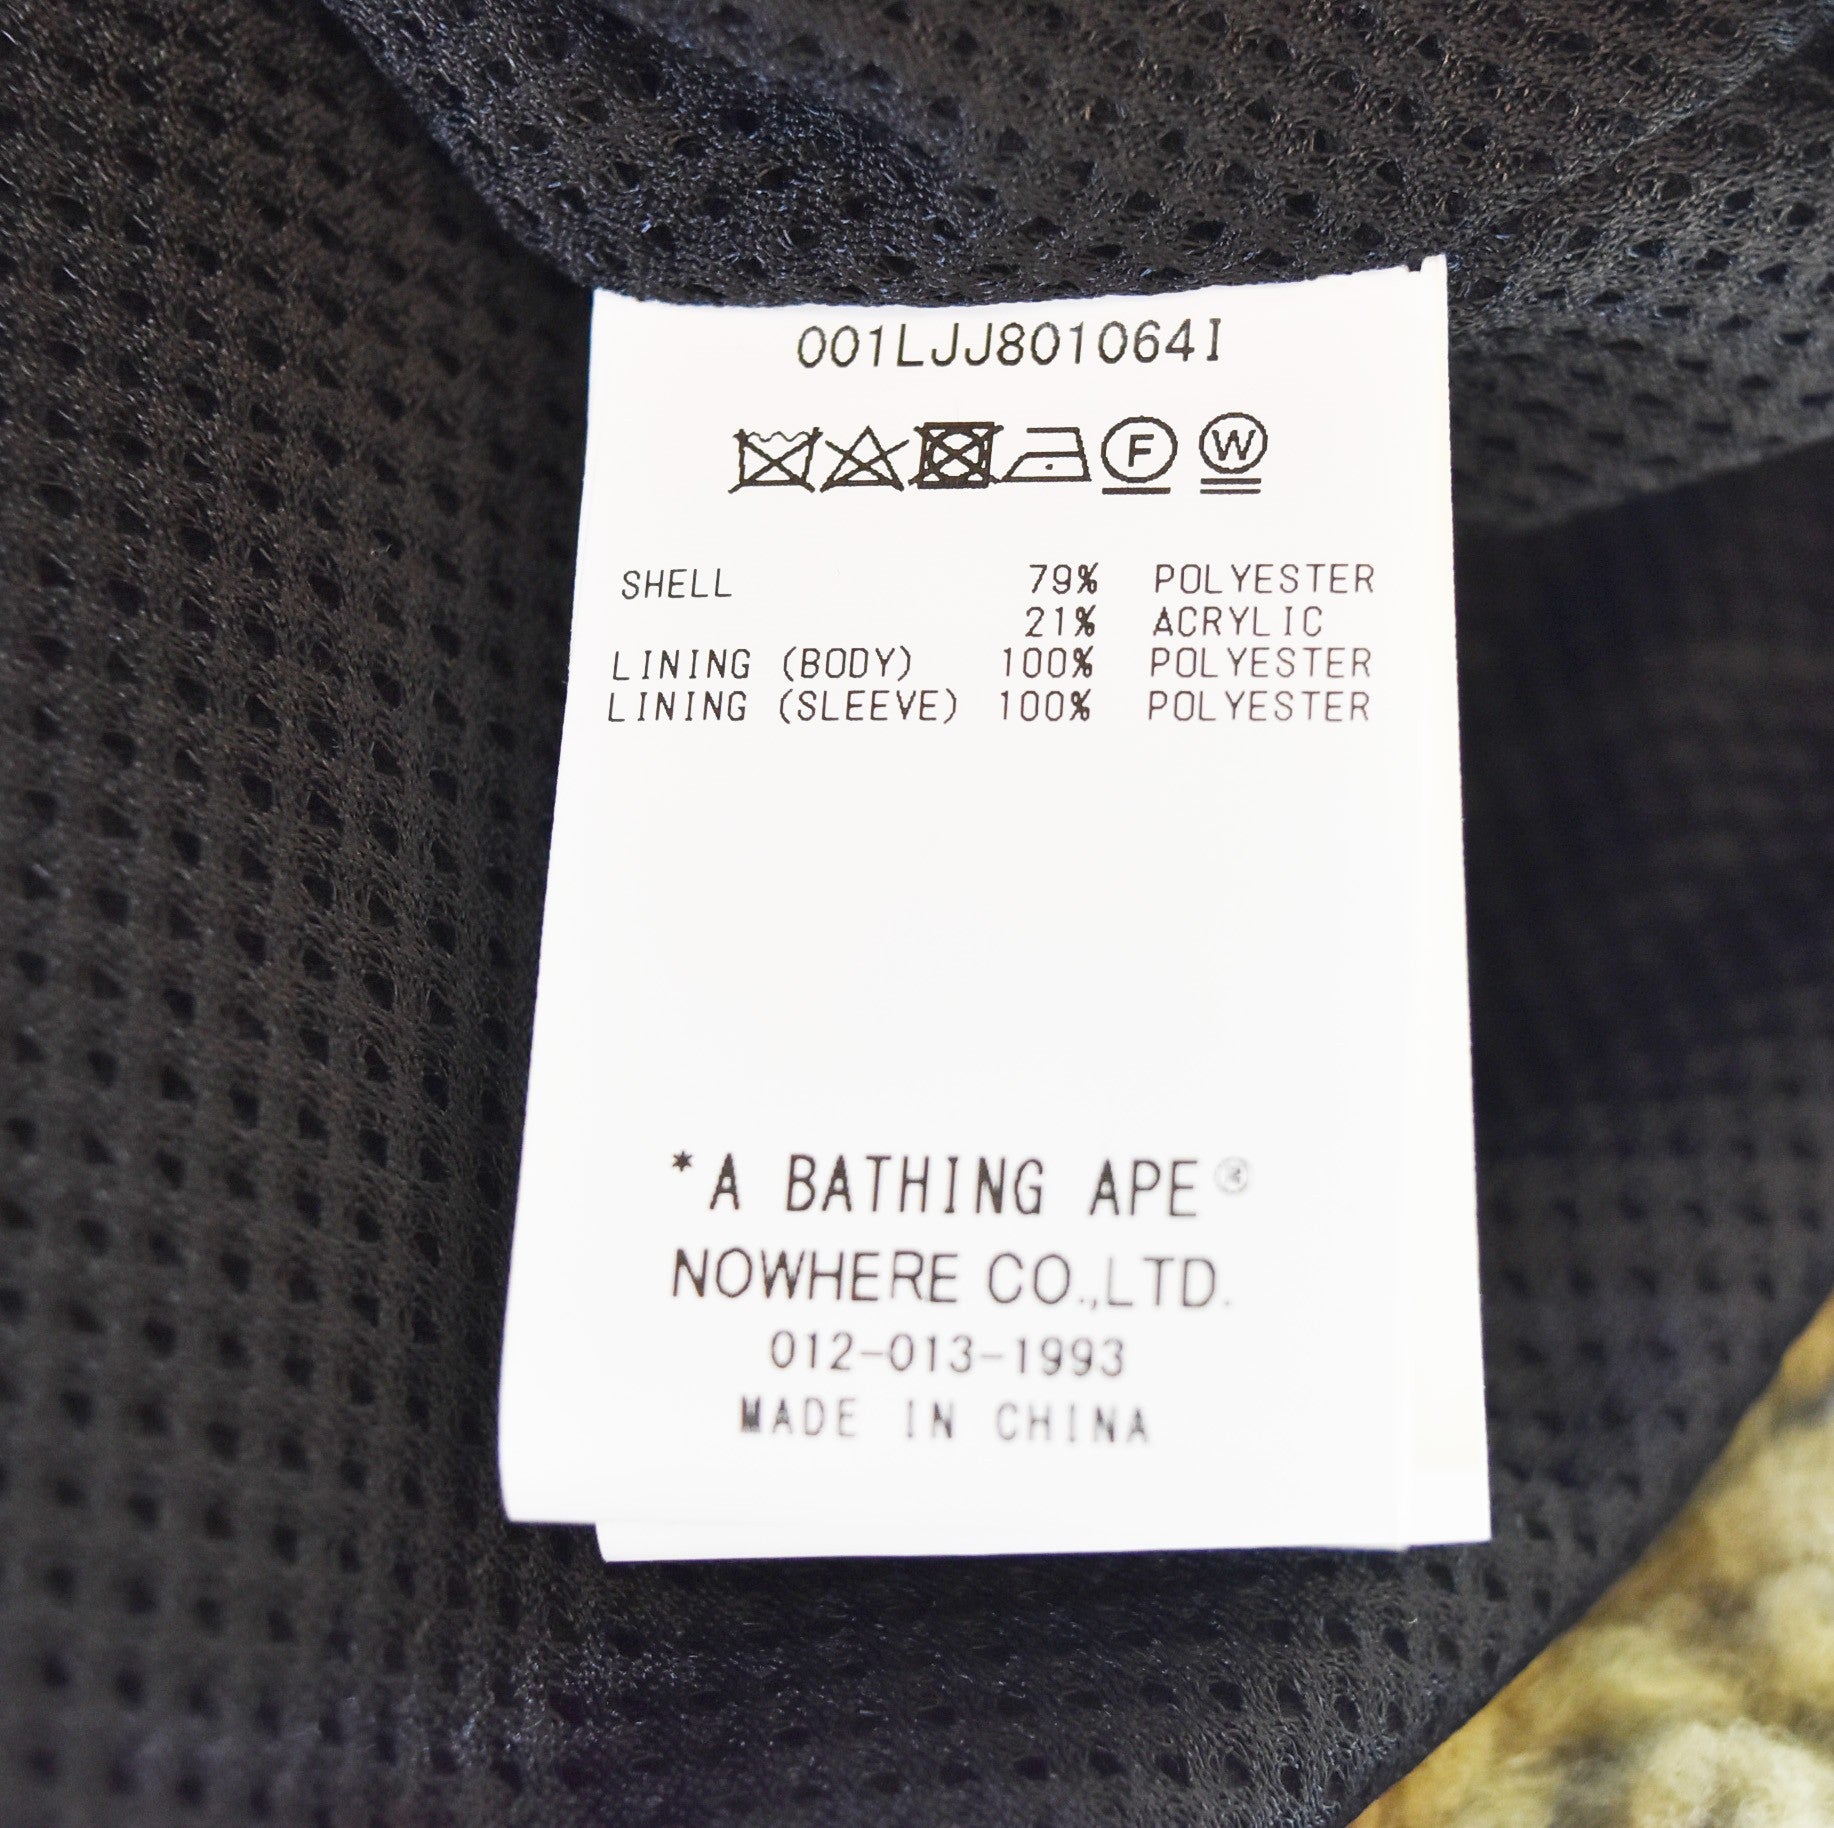 001LJJ801064I
F W
SHELL 79% POLYESTER
21% ACRYLIC
LINING (BODY) 100% POLYESTER
LINING (SLEEVE) 100% POLYESTER
*A BATHING APE®
NOWHERE CO.,LTD.
012-013-1993
MADE IN CHINA